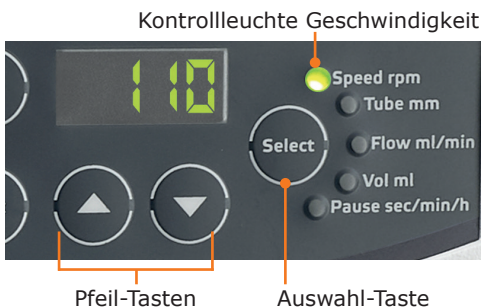 Kontrollleuchte Geschwindigkeit
110
Speed rpm
Tube mm
Select
Flow ml/min
Vol ml
Pause sec/min/h
Pfeil-Tasten
Auswahl-Taste